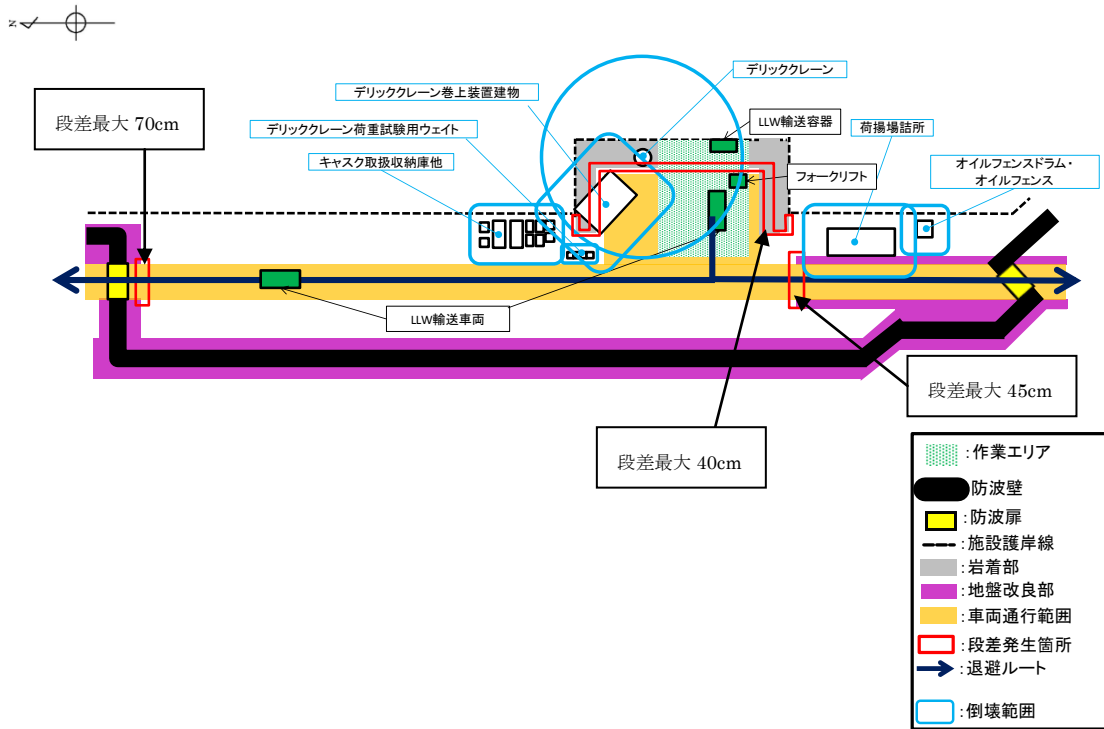 N
デリッククレーン
デリッククレーン巻上装置建物
段差最大 70cm
LLW輸送容器
荷揚場詰所
デリッククレーン荷重試験用ウェイト
キャスク取扱収納庫他
フォークリフト
オイルフェンスドラム・
オイルフェンス
LLW輸送車両
段差最大 45cm
段差最大 40cm
:作業エリア
:防波壁
:防波扉
:施設護岸線
:岩着部
:地盤改良部
:車両通行範囲
:段差発生箇所
:退避ルート
:倒壊範囲